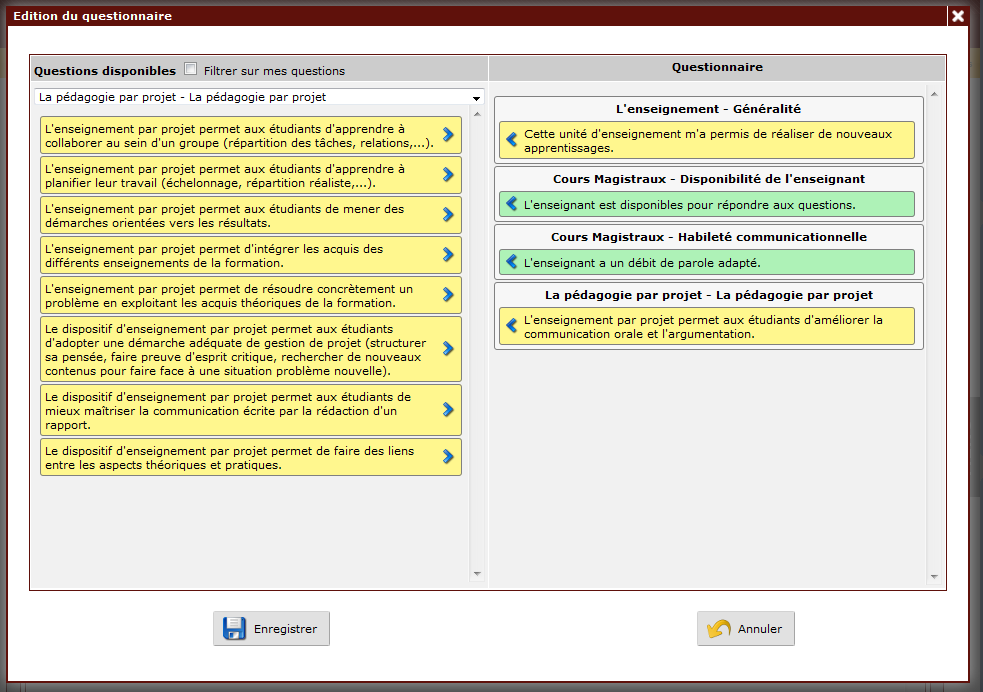 Edition du questionnaire
Questions disponibles Filtrer sur mes questions
La pédagogie par projet - La pédagogie par projet
L'enseignement par projet permet aux étudiants d'apprendre à
collaborer au sein d'un groupe (répartition des tâches, relations,...).
L'enseignement par projet permet aux étudiants d'apprendre à
planifier leur travail (échelonnage, répartition réaliste,...).
L'enseignement par projet permet aux étudiants de mener des
démarches orientées vers les résultats.
L'enseignement par projet permet d'intégrer les acquis des
différents enseignements de la formation.
L'enseignement par projet permet de résoudre concrètement un
problème en exploitant les acquis théoriques de la formation.
Le dispositif d'enseignement par projet permet aux étudiants
d'adopter une démarche adéquate de gestion de projet (structurer
sa pensée, faire preuve d'esprit critique, rechercher de nouveaux
contenus pour faire face à une situation problème nouvelle).
Le dispositif d'enseignement par projet permet aux étudiants de
mieux maîtriser la communication écrite par la rédaction d'un
rapport.
Le dispositif d'enseignement par projet permet de faire des liens
entre les aspects théoriques et pratiques.
Questionnaire
L'enseignement - Généralité
Cette unité d'enseignement m'a permis de réaliser de nouveaux
apprentissages.
Cours Magistraux - Disponibilité de l'enseignant
L'enseignant est disponibles pour répondre aux questions.
Cours Magistraux - Habileté communicationnelle
L'enseignant a un débit de parole adapté.
La pédagogie par projet - La pédagogie par projet
L'enseignement par projet permet aux étudiants d'améliorer la
communication orale et l'argumentation.
Enregistrer
Annuler